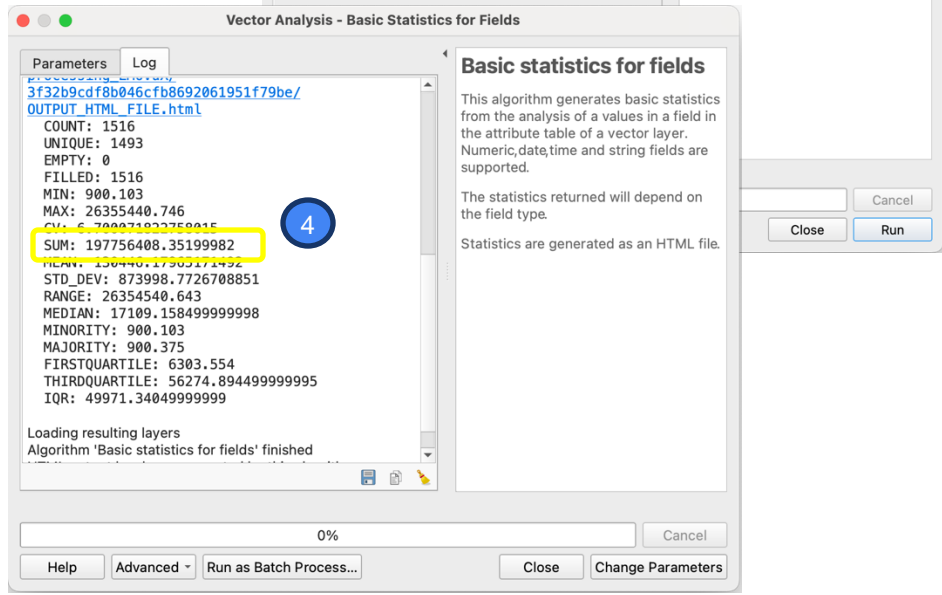 Vector Analysis - Basic Statistics for Fields
Parameters
Log
3f32b9cdf8b046cfb8692061951f79be/
OUTPUT_HTML_FILE.html
COUNT: 1516
UNIQUE: 1493
EMPTY: 0
FILLED: 1516
MIN: 900.103
MAX: 26355440.746
CV: 6.700071822758015
SUM: 197756408.35199982
MEAN: 130446.17965171492
STD_DEV: 873998.7726708851
RANGE: 26354540.643
MEDIAN: 17109.158499999998
MINORITY: 900.103
MAJORITY: 900.375
FIRSTQUARTILE: 6303.554
THIRDQUARTILE: 56274.894499999995
IQR: 49971.34049999999
Loading resulting layers
Algorithm 'Basic statistics for fields' finished
4
Basic statistics for fields
This algorithm generates basic statistics
from the analysis of a values in a field in
the attribute table of a vector layer.
Numeric,date,time and string fields are
supported.
The statistics returned will depend on
the field type.
Statistics are generated as an HTML file.
Cancel
Close
Run
0%
Cancel
Help
Advanced
Run as Batch Process...
Close
Change Parameters